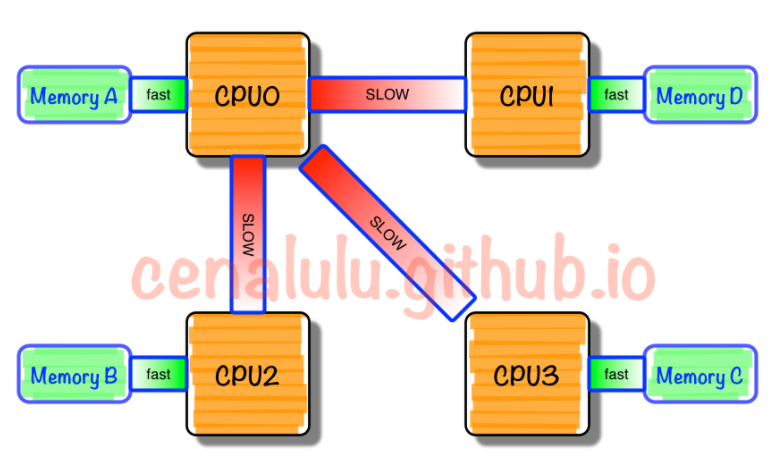 Memory A
fast
CPU0
SLOW
CPU1
fast
Memory D
SLOW
SLOW
cenalulu.github.io
Memory B
fast
CPU2
CPU3
fast
Memory C